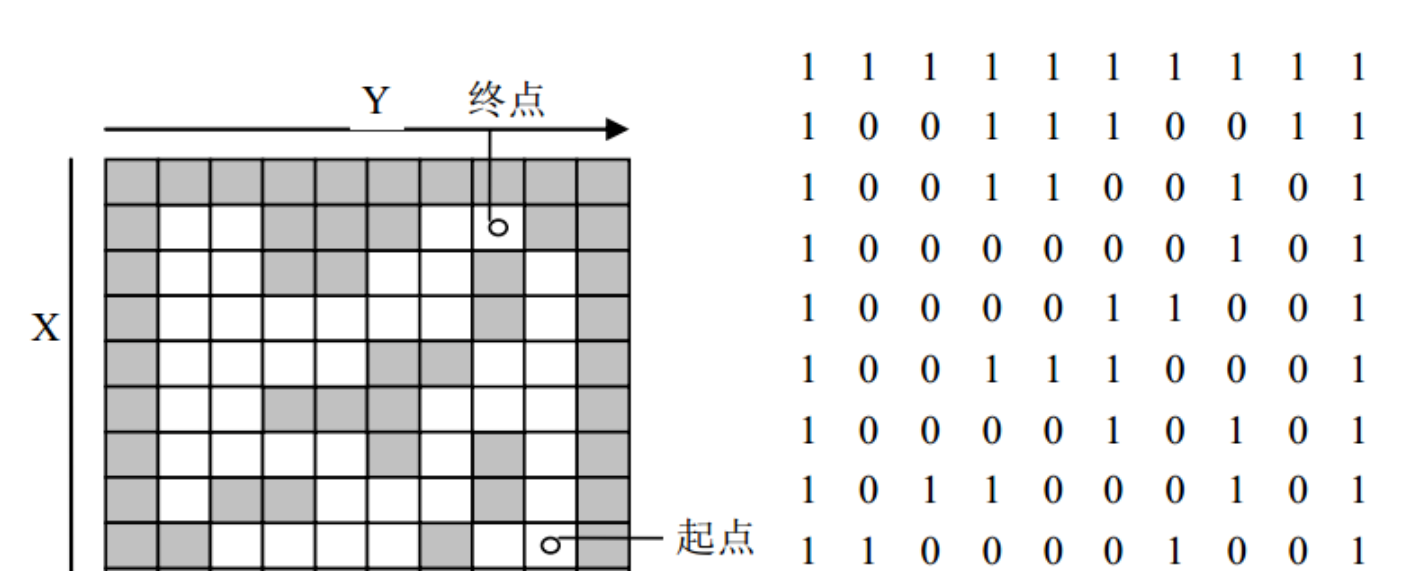 Y
终点
X
起点
1 1 1 1 1 1 1 1 1 1
1 0 0 1 1 1 0 0 1 1
1 0 0 1 1 0 0 1 0 1
1 0 0 0 0 0 0 1 0 1
1 0 0 0 0 1 1 0 0 1
1 0 0 1 1 1 0 0 0 1
1 0 0 0 0 1 0 1 0 1
1 0 1 1 0 0 0 1 0 1
1 1 0 0 0 0 1 0 0 1